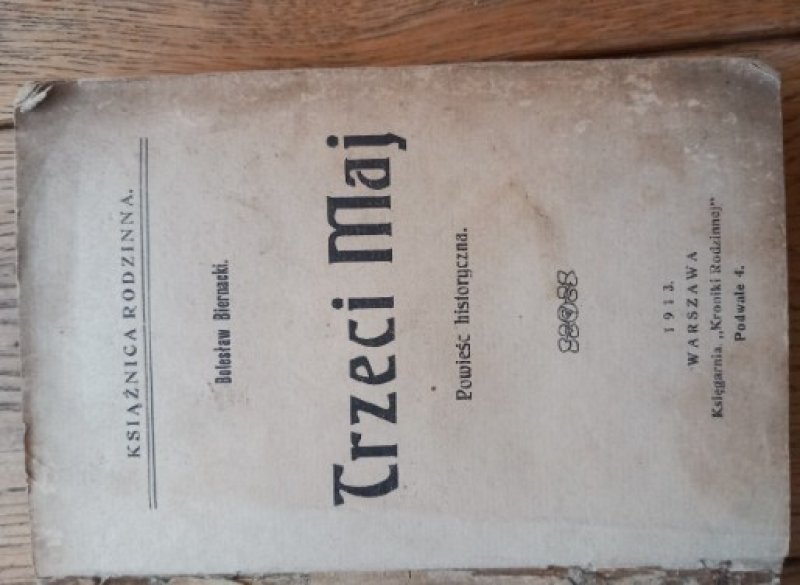 KSIĄŻNICA RODZINNA.
Bolesław Biernacki.
Trzeci Maj
Powieść historyczna.
1913.
WARSZAWA
Księgarnia „Kroniki Rodzinnej"
Podwale 4.